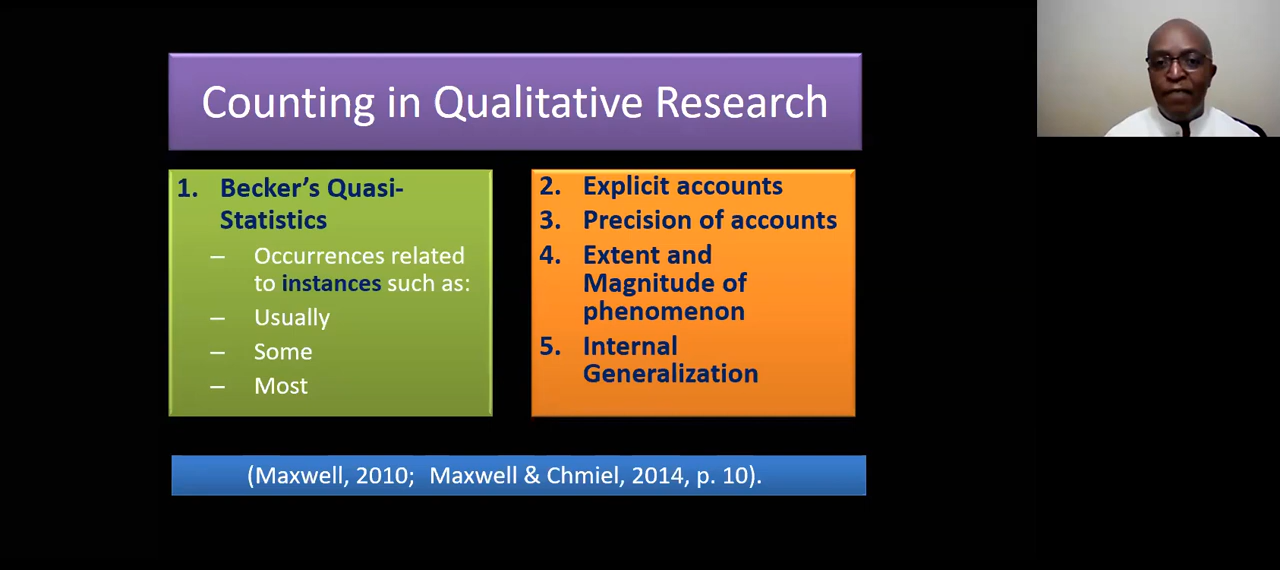 Counting in Qualitative Research
1. Becker’s Quasi-
Statistics
– Occurrences related
to instances such as:
– Usually
– Some
– Most
2. Explicit accounts
3. Precision of accounts
4. Extent and
Magnitude of
phenomenon
5. Internal
Generalization
(Maxwell, 2010; Maxwell & Chmiel, 2014, p. 10).